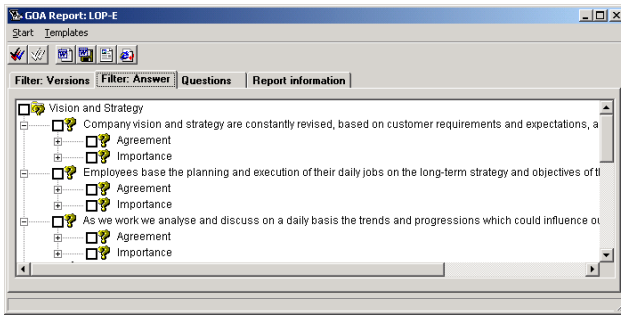 GOA Report: LOP-E
Start Templates
Filter: Versions Filter: Answer Questions Report information
Vision and Strategy
Company vision and strategy are constantly revised, based on customer requirements and expectations, a
Agreement
Importance
Employees base the planning and execution of their daily jobs on the long-term strategy and objectives of
Agreement
Importance
As we work we analyse and discuss on a daily basis the trends and progressions which could influence
Agreement
Importance